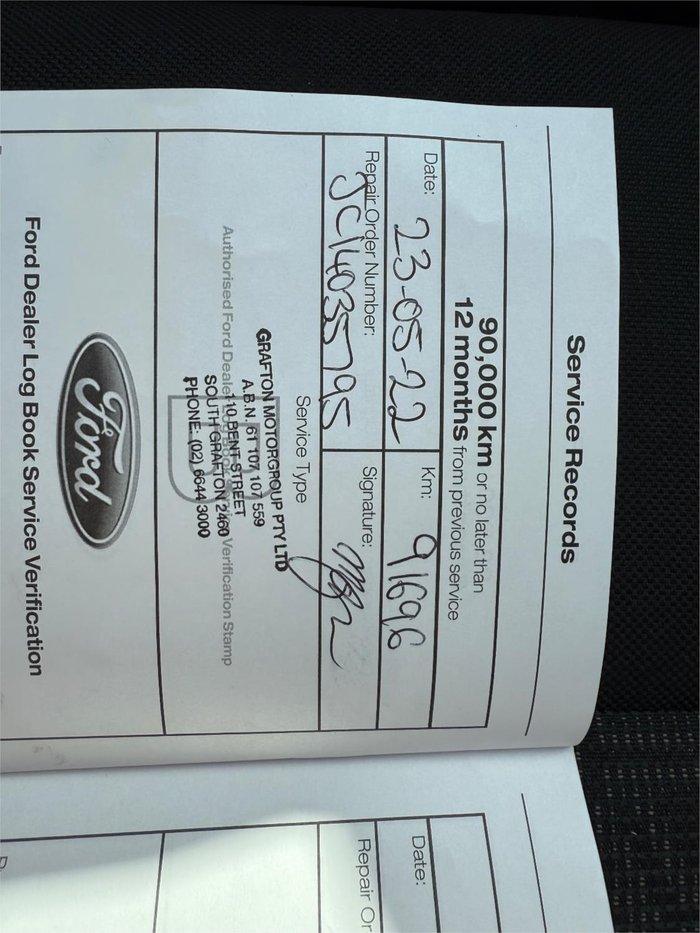 Service Records
90,000 km or no later than
12 months from previous service
Date: 23-05-22 Km: 91696
Repair Order Number: JC14035795 Signature:
Service Type
GRAFTON MOTORGROUP PTY LTD
A.B.N. 61 107 107 559
110 BENT STREET
SOUTH GRAFTON 2460
PHONE: (02) 6644 3000
Authorised Ford Dealer Verification Stamp
Ford
Ford Dealer Log Book Service Verification
Date:
Repair Or